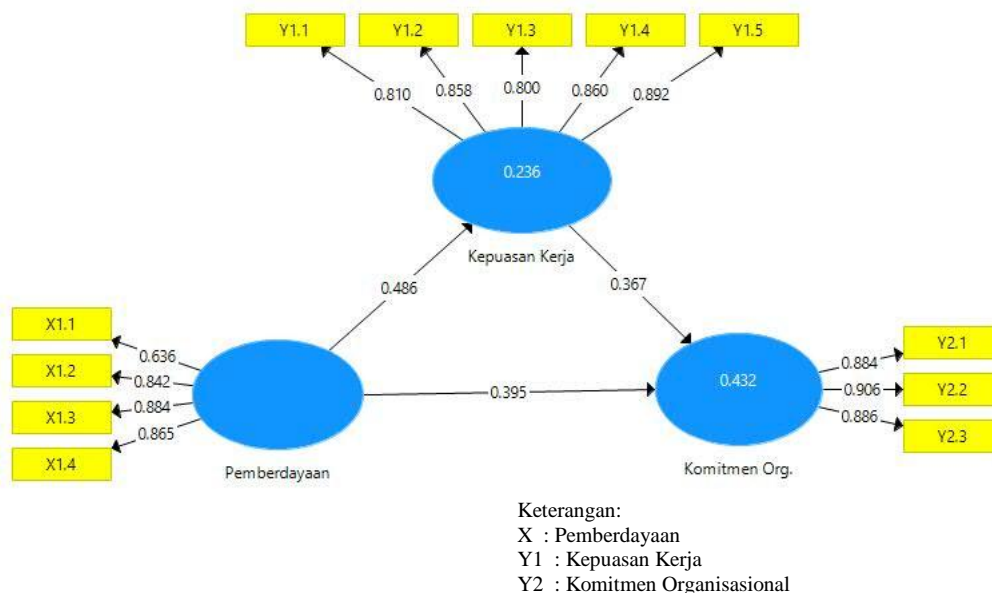 Y1.1 Y1.2 Y1.3 Y1.4 Y1.5
0.810 0.858 0.800 0.860 0.892
0.236
Kepuasan Kerja
0.486 0.367
X1.1
X1.2
X1.3
X1.4
0.636
0.842
0.884
0.865
Pemberdayaan
0.395
0.432
Komitmen Org.
0.884
0.906
0.886
Y2.1
Y2.2
Y2.3
Keterangan:
X : Pemberdayaan
Y1 : Kepuasan Kerja
Y2 : Komitmen Organisasional